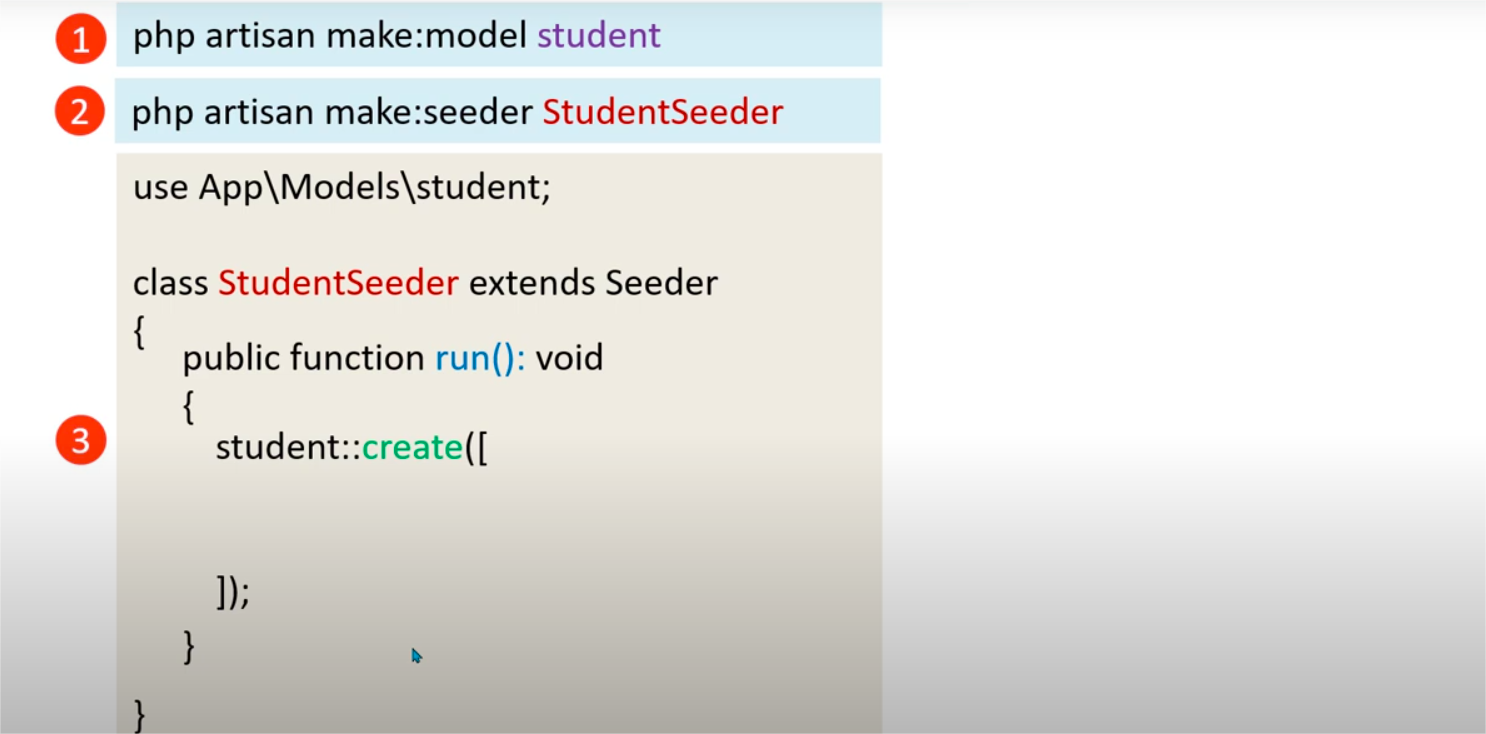 1 php artisan make:model student
2 php artisan make:seeder StudentSeeder
use App\Models\student;
class StudentSeeder extends Seeder
{
public function run(): void
{
3 student::create([
]);
}
}